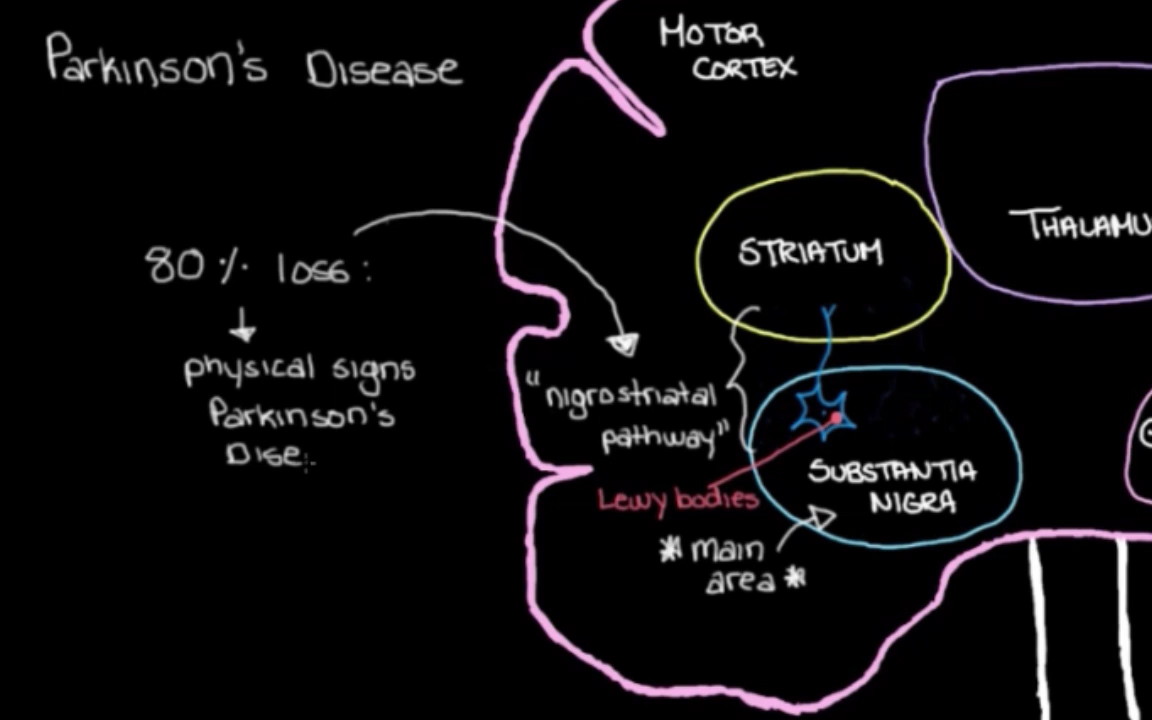 Parkinson's Disease
MOTOR
CORTEX
80% loss:
physical signs
Parkinson's
Dise
STRIATUM
THALAMU
"nigrostriatal
pathway"
Lewy bodies
SUBSTANTIA
NIGRA
*main
area*